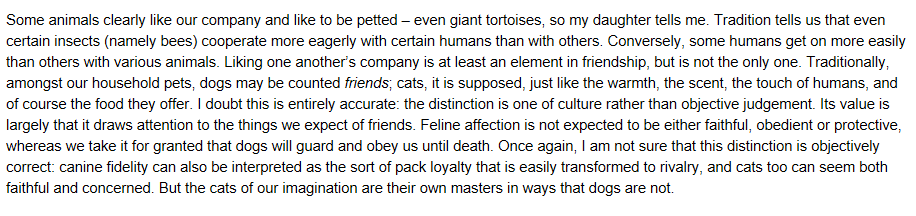 Some animals clearly like our company and like to be petted – even giant tortoises, so my daughter tells me. Tradition tells us that even
certain insects (namely bees) cooperate more eagerly with certain humans than with others. Conversely, some humans get on more easily
than others with various animals. Liking one another's company is at least an element in friendship, but is not the only one. Traditionally,
amongst our household pets, dogs may be counted friends; cats, it is supposed, just like the warmth, the scent, the touch of humans, and
of course the food they offer. I doubt this is entirely accurate: the distinction is one of culture rather than objective judgement. Its value is
largely that it draws attention to the things we expect of friends. Feline affection is not expected to be either faithful, obedient or protective,
whereas we take it for granted that dogs will guard and obey us until death. Once again, I am not sure that this distinction is objectively
correct: canine fidelity can also be interpreted as the sort of pack loyalty that is easily transformed to rivalry, and cats too can seem both
faithful and concerned. But the cats of our imagination are their own masters in ways that dogs are not.